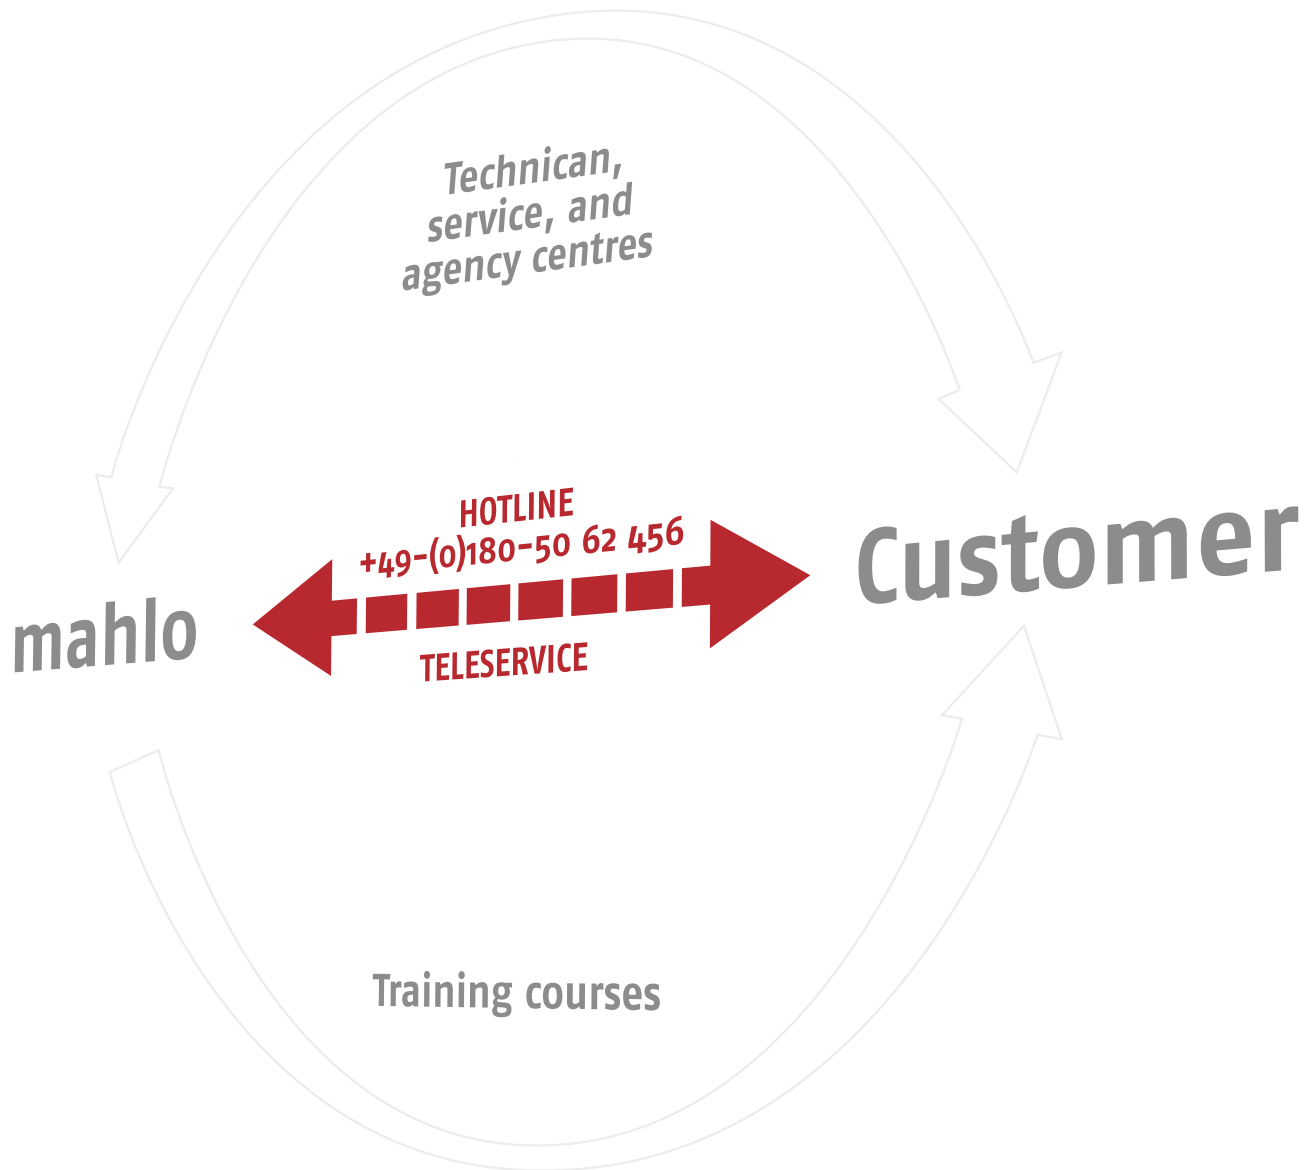 Technican,
service, and
agency centres
HOTLINE
+49-(0)180-50 62 456
Customer
mahlo
TELESERVICE
Training courses